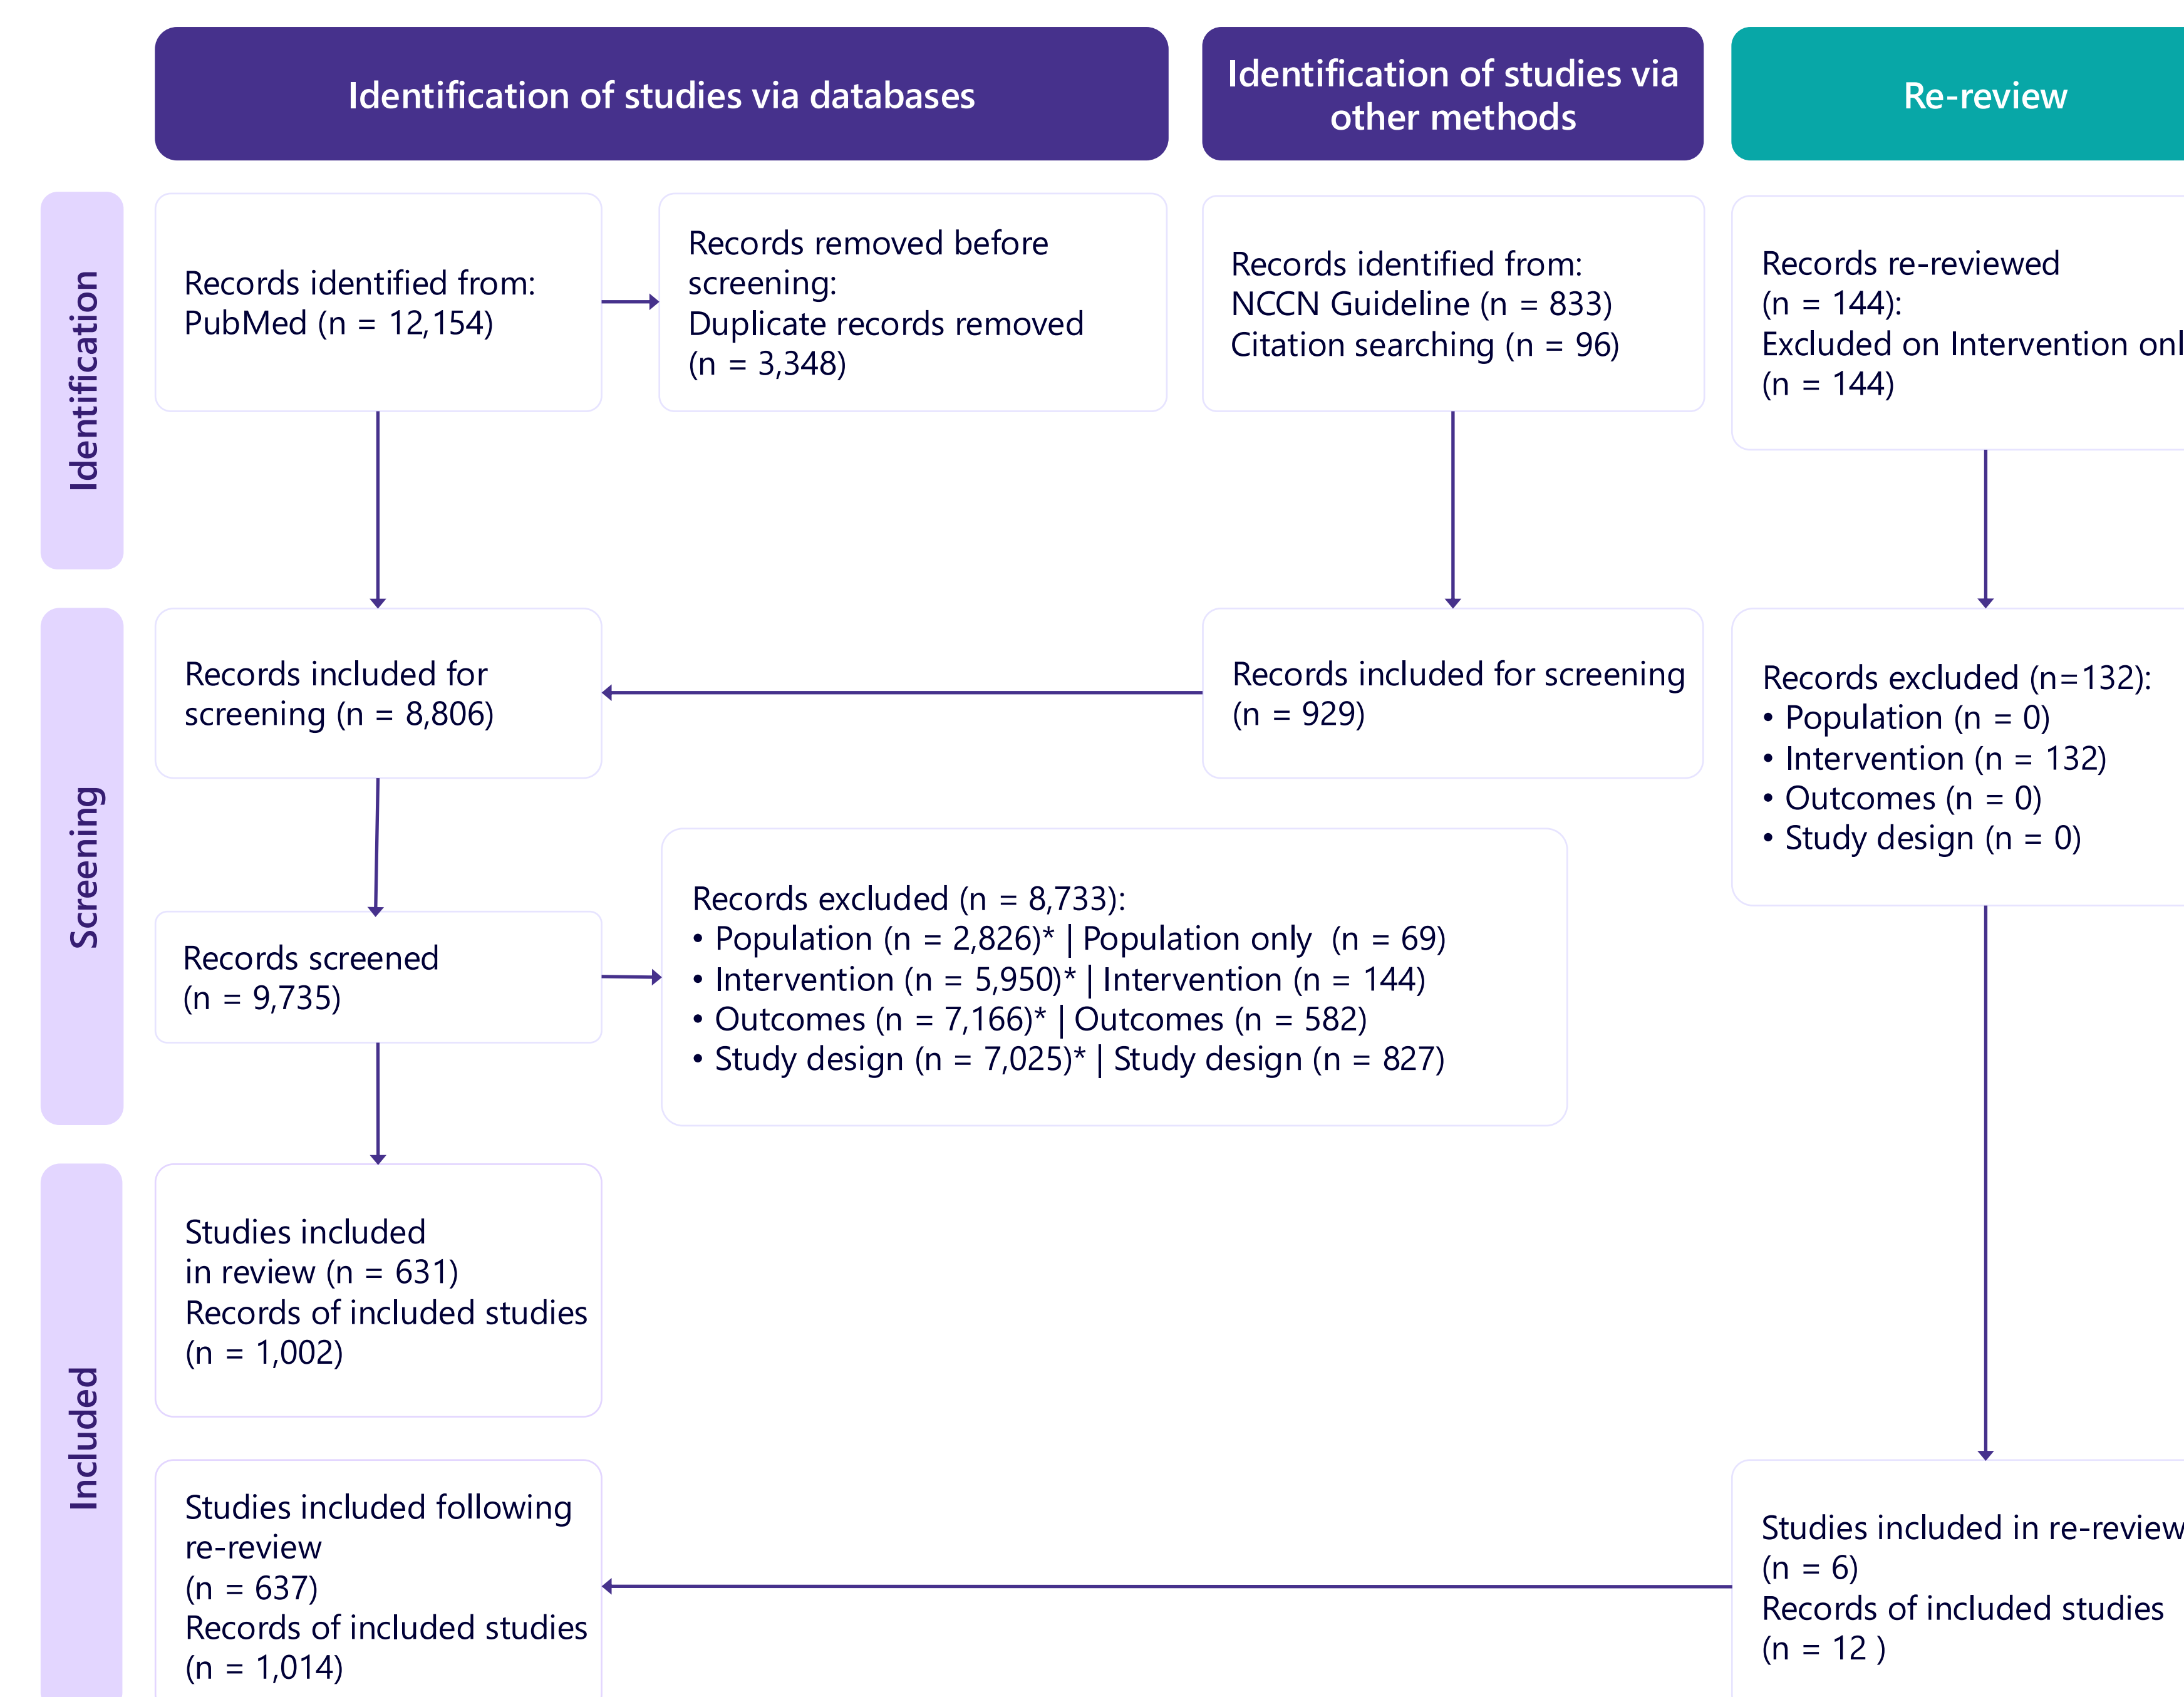 Identification of studies via databases
Identification of studies via
other methods
Re-review
Identification
Records identified from:
PubMed (n = 12,154)
Records removed before
screening:
Duplicate records removed
(n = 3,348)
Records identified from:
NCCN Guideline (n = 833)
Citation searching (n = 96)
Records re-reviewed
(n = 144):
Excluded on Intervention onl
(n = 144)
Screening
Records included for
screening (n = 8,806)
Records included for screening
(n = 929)
Records excluded (n=132):
• Population (n = 0)
• Intervention (n = 132)
• Outcomes (n = 0)
• Study design (n = 0)
Records screened
(n = 9,735)
Records excluded (n = 8,733):
• Population (n = 2,826)* | Population only (n = 69)
• Intervention (n = 5,950)* | Intervention (n = 144)
• Outcomes (n = 7,166)* | Outcomes (n = 582)
• Study design (n = 7,025)* | Study design (n = 827)
Included
Studies included
in review (n = 631)
Records of included studies
(n = 1,002)
Studies included following
re-review
(n = 637)
Records of included studies
(n = 1,014)
Studies included in re-review
(n = 6)
Records of included studies
(n = 12 )